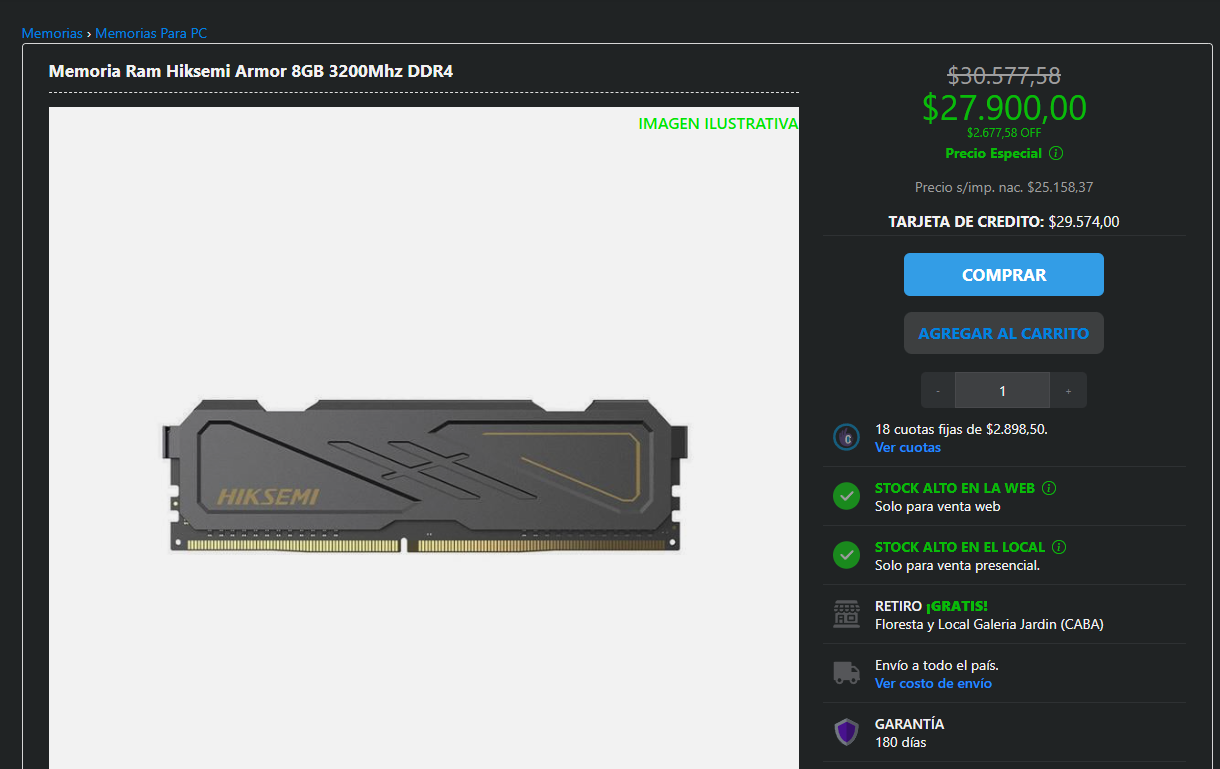 Memorias › Memorias Para PC
Memoria Ram Hiksemi Armor 8GB 3200Mhz DDR4
IMAGEN ILUSTRATIVA
HIKSEMI
$30.577,58
$27.900,00
$2.677,58 OFF
Precio Especial
Precio s/imp. nac. $25.158,37
TARJETA DE CREDITO: $29.574,00
COMPRAR
AGREGAR AL CARRITO
- 1 +
18 cuotas fijas de $2.898,50.
Ver cuotas
STOCK ALTO EN LA WEB
Solo para venta web
STOCK ALTO EN EL LOCAL
Solo para venta presencial.
RETIRO ¡GRATIS!
Floresta y Local Galeria Jardin (CABA)
Envío a todo el país.
Ver costo de envío
GARANTÍA
180 días